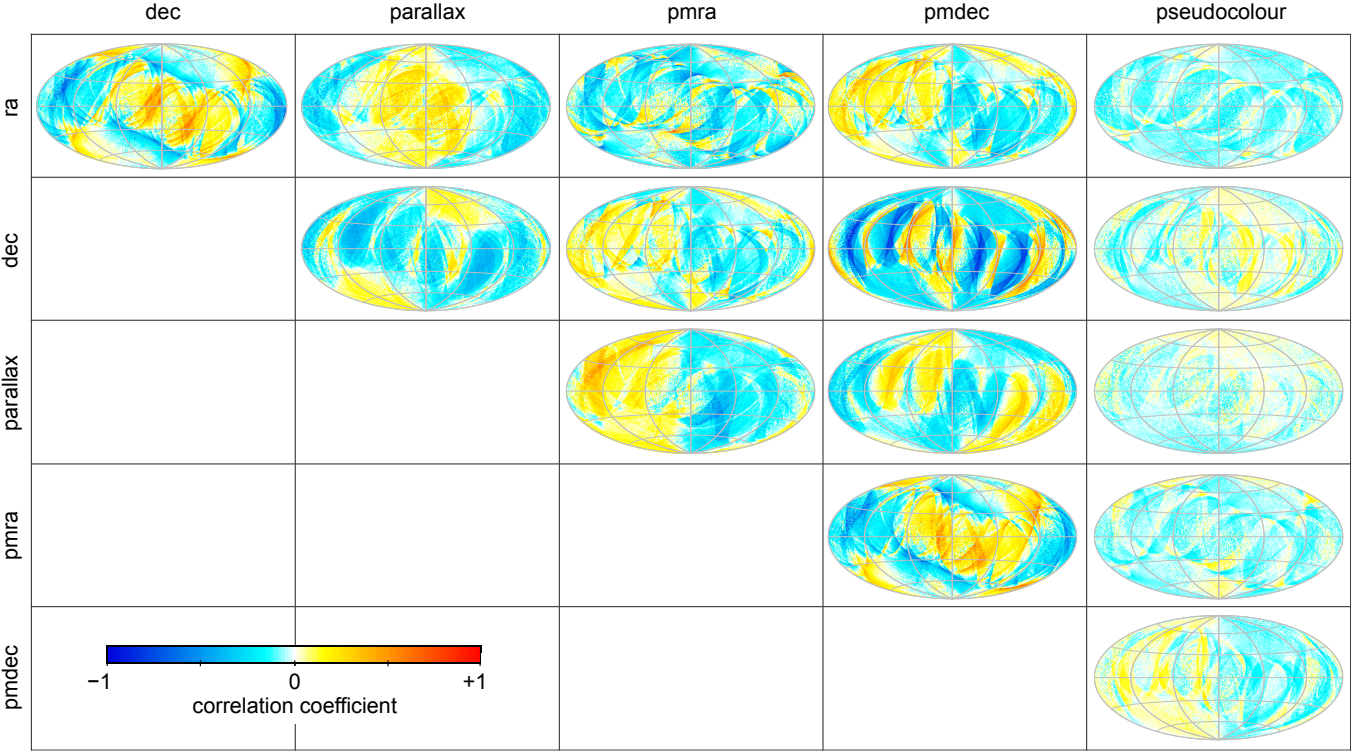 dec parallax pmra pmdec pseudocolour
ra
dec
parallax
pmra
pmdec
−1 0 +1
correlation coefficient